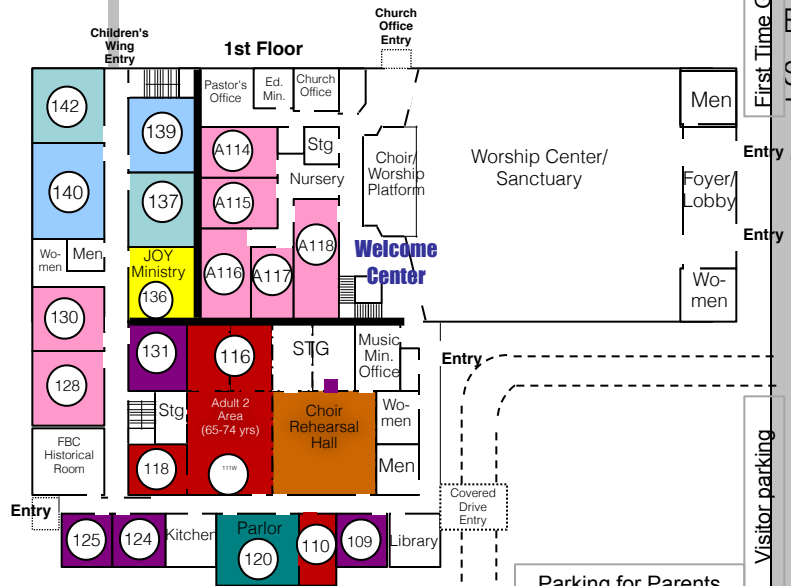 Church
Office
Entry
Children's
Wing
Entry
1st Floor
First Time
142
139
Pastor's
Office
Ed.
Min.
Church
Office
Men
A114
Stg
Entry
Choir/
Worship
Platform
Worship Center/
Sanctuary
Nursery
140
137
A115
Foyer/
Lobby
Entry
A118
Welcome
Center
Wo-
men
Men
JOY
Ministry
136
A116
A117
Wo-
men
130
131
116
STG
Music
Min.
Office
Entry
128
Stg
Adult 2
Area
(65-74 yrs)
Choir
Rehearsal
Hall
Wo-
men
FBC
Historical
Room
118
111W
Men
Visitor parking
Entry
Covered
Drive
Entry
125
124
Kitchen
Parlor
120
110
109
Library
Parking for Parents